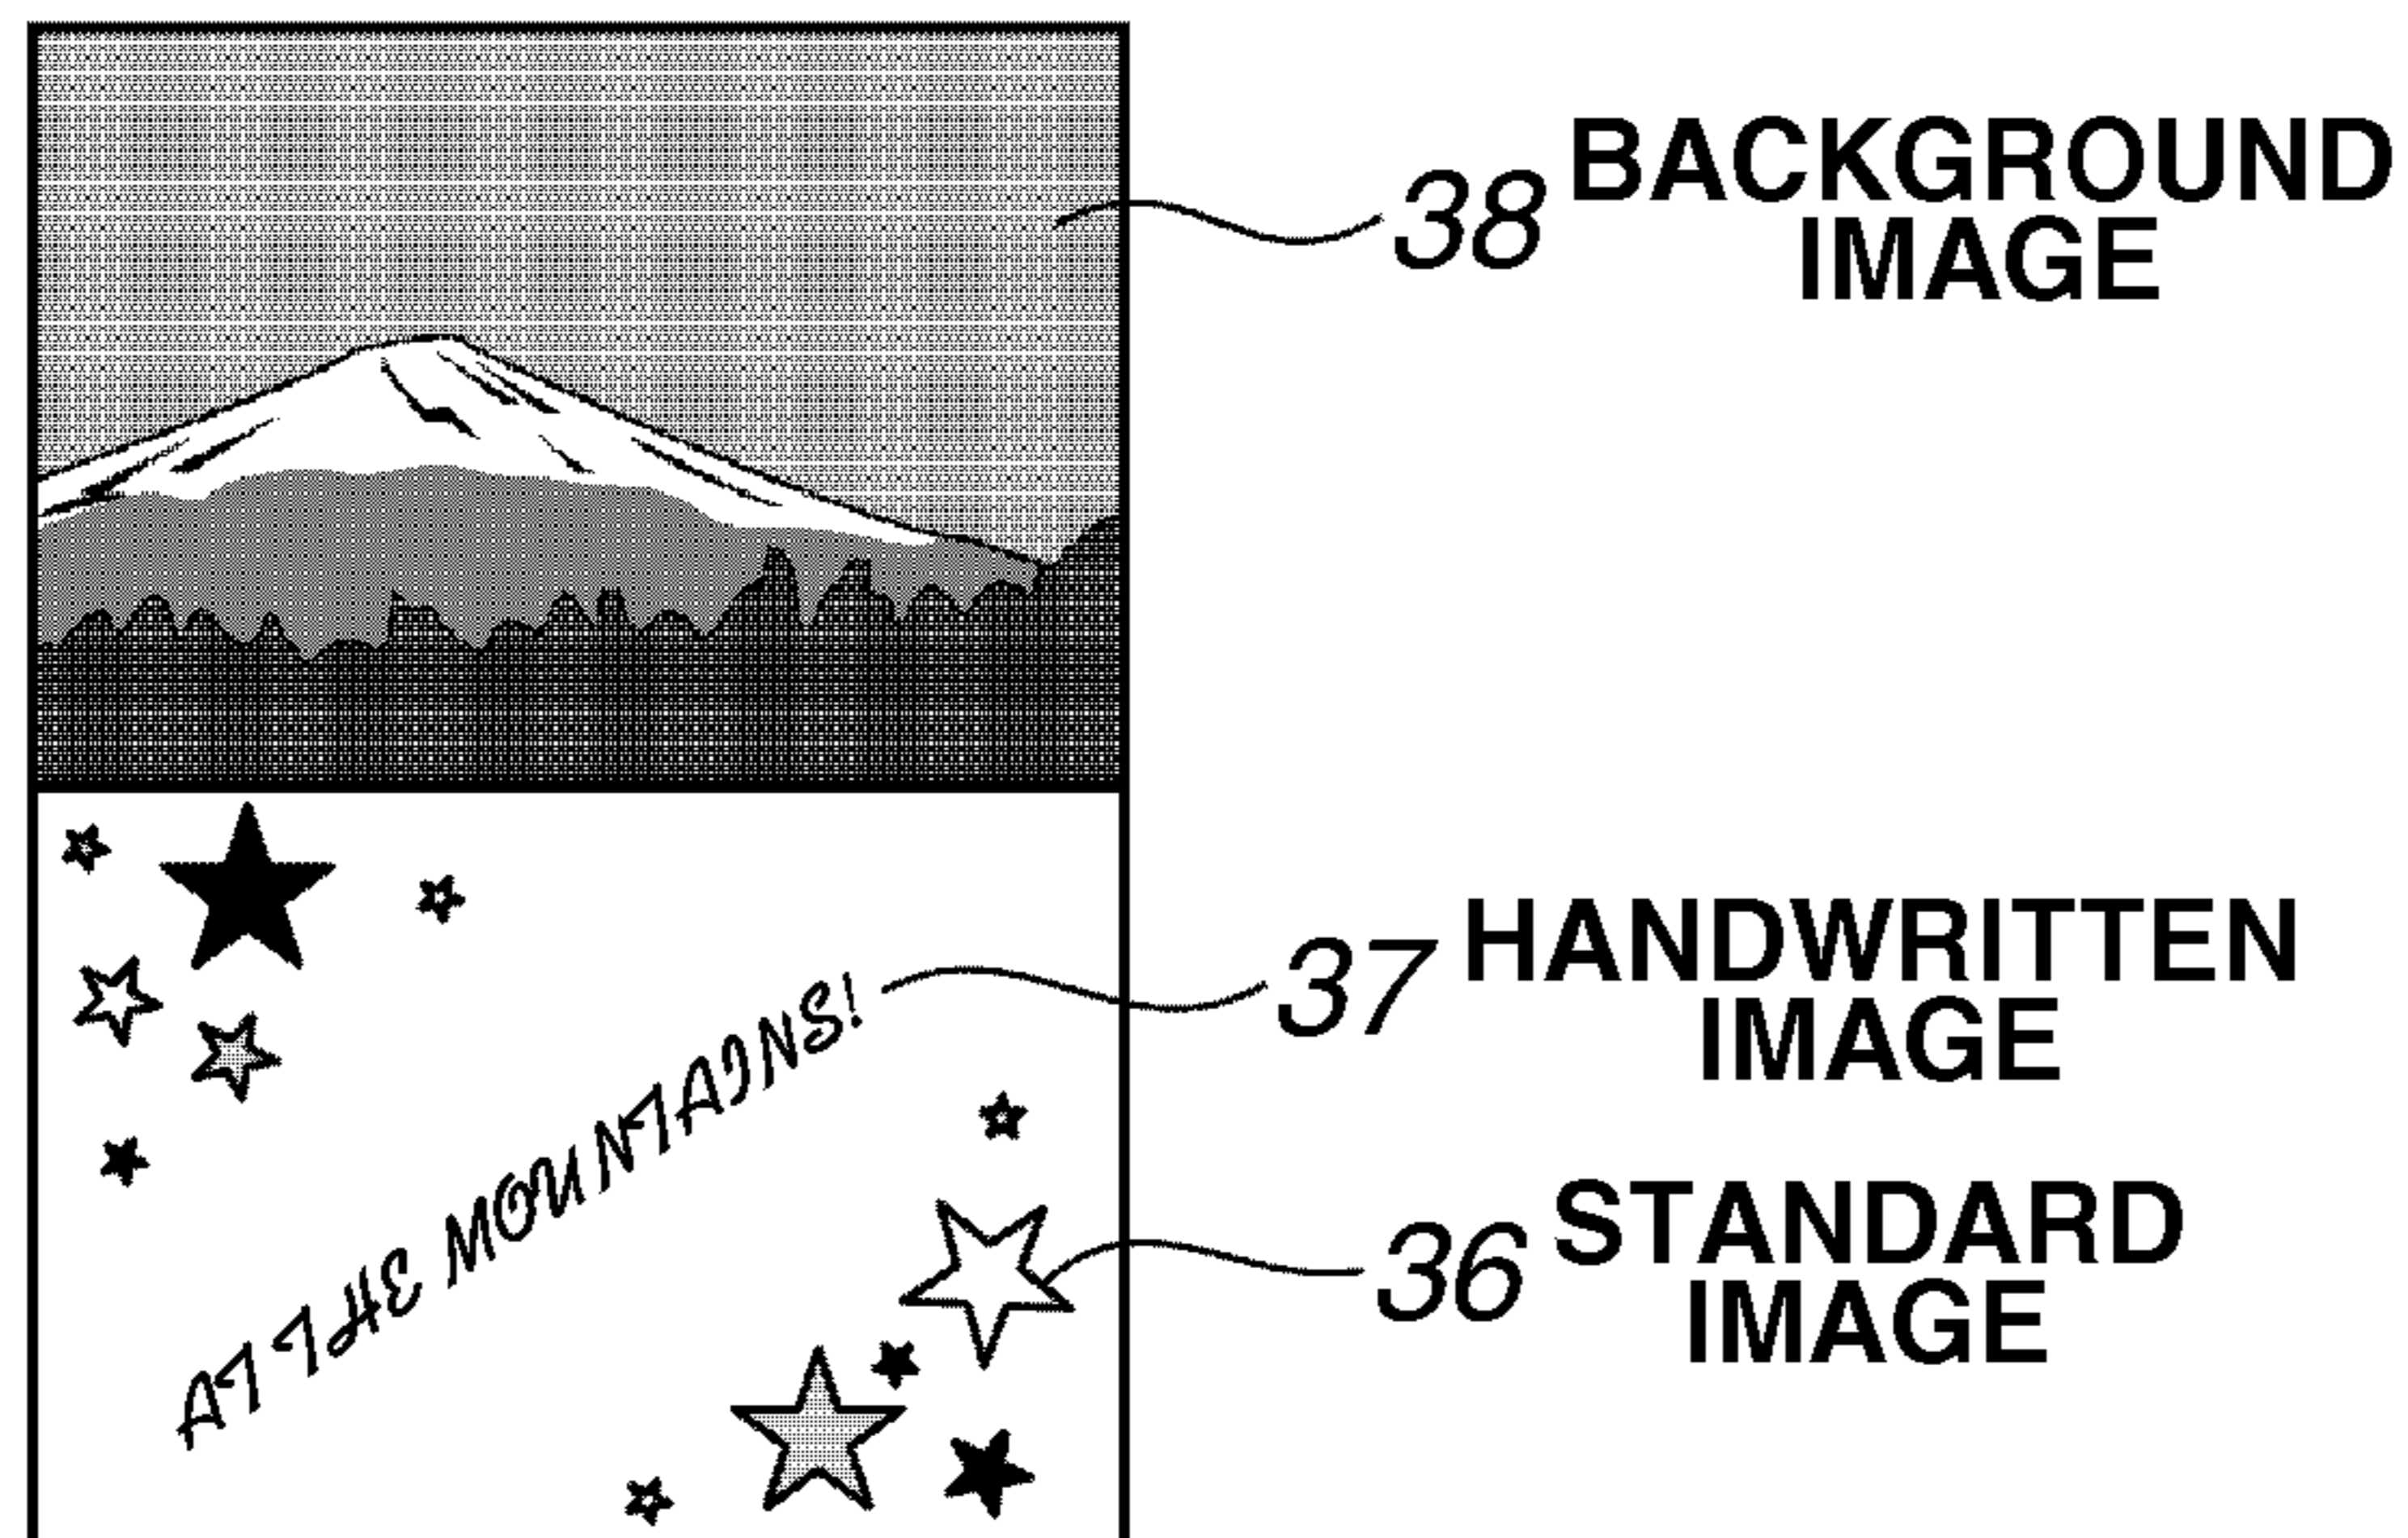 38 BACKGROUND
IMAGE
37 HANDWRITTEN
IMAGE
AT THE MOUNTAINS!
36 STANDARD
IMAGE